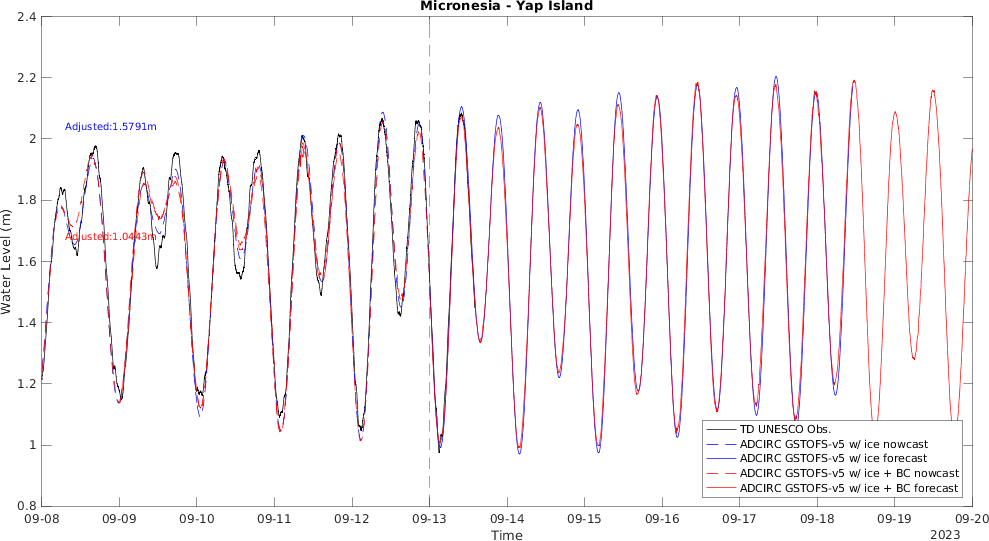 Micronesia - Yap Island
2.4
2.2
2
1.8
1.6
1.4
1.2
1
0.8
Water Level (m)
Adjusted:1.5791m
Adjusted:1.0443m
TD UNESCO Obs.
ADCIRC GSTOFS-v5 w/ ice nowcast
ADCIRC GSTOFS-v5 w/ ice forecast
ADCIRC GSTOFS-v5 w/ ice + BC nowcast
ADCIRC GSTOFS-v5 w/ ice + BC forecast
09-08 09-09 09-10 09-11 09-12 09-13 09-14 09-15 09-16 09-17 09-18 09-19 09-20
Time
2023